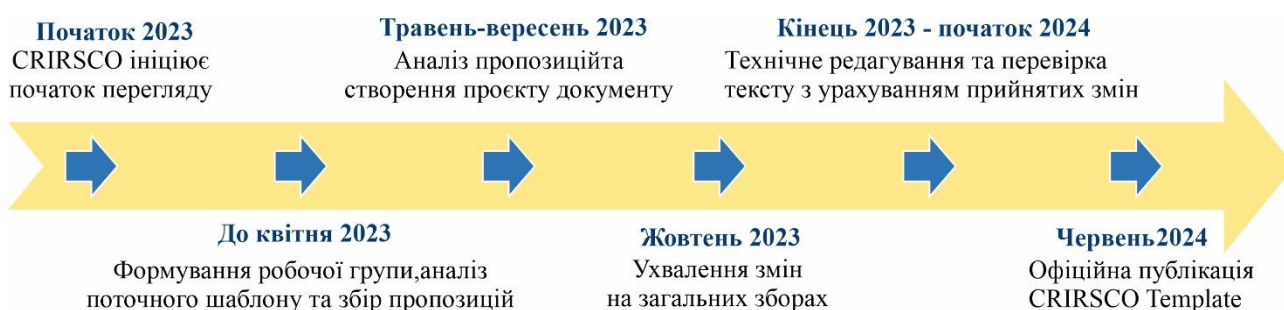 Початок 2023
CRIRSCO ініціює
початок перегляду
До квітня 2023
Формування робочої групи,аналіз
поточного шаблону та збір пропозицій
Травень-вересень 2023
Аналіз пропозиційта
створення проєкту документу
Жовтень 2023
Ухвалення змін
на загальних зборах
Кінець 2023 - початок 2024
Технічне редагування та перевірка
тексту з урахуванням прийнятих змін
Червень2024
Офіційна публікація
CRIRSCO Template